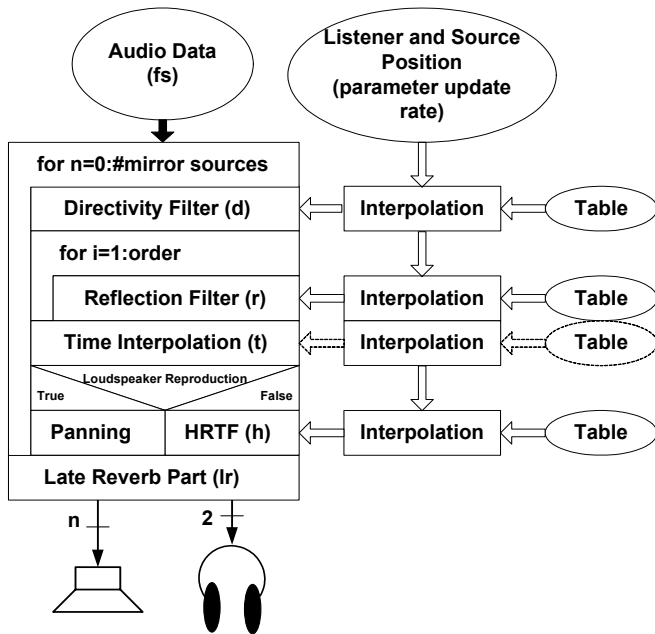 Audio Data
(fs)
Listener and Source
Position
(parameter update
rate)
for n=0:#mirror sources
Directivity Filter (d)
Interpolation
Table
for i=1:order
Reflection Filter (r)
Interpolation
Table
Time Interpolation (t)
Interpolation
Table
Loudspeaker Reproduction
True
False
Panning
HRTF (h)
Interpolation
Table
Late Reverb Part (lr)
n
2